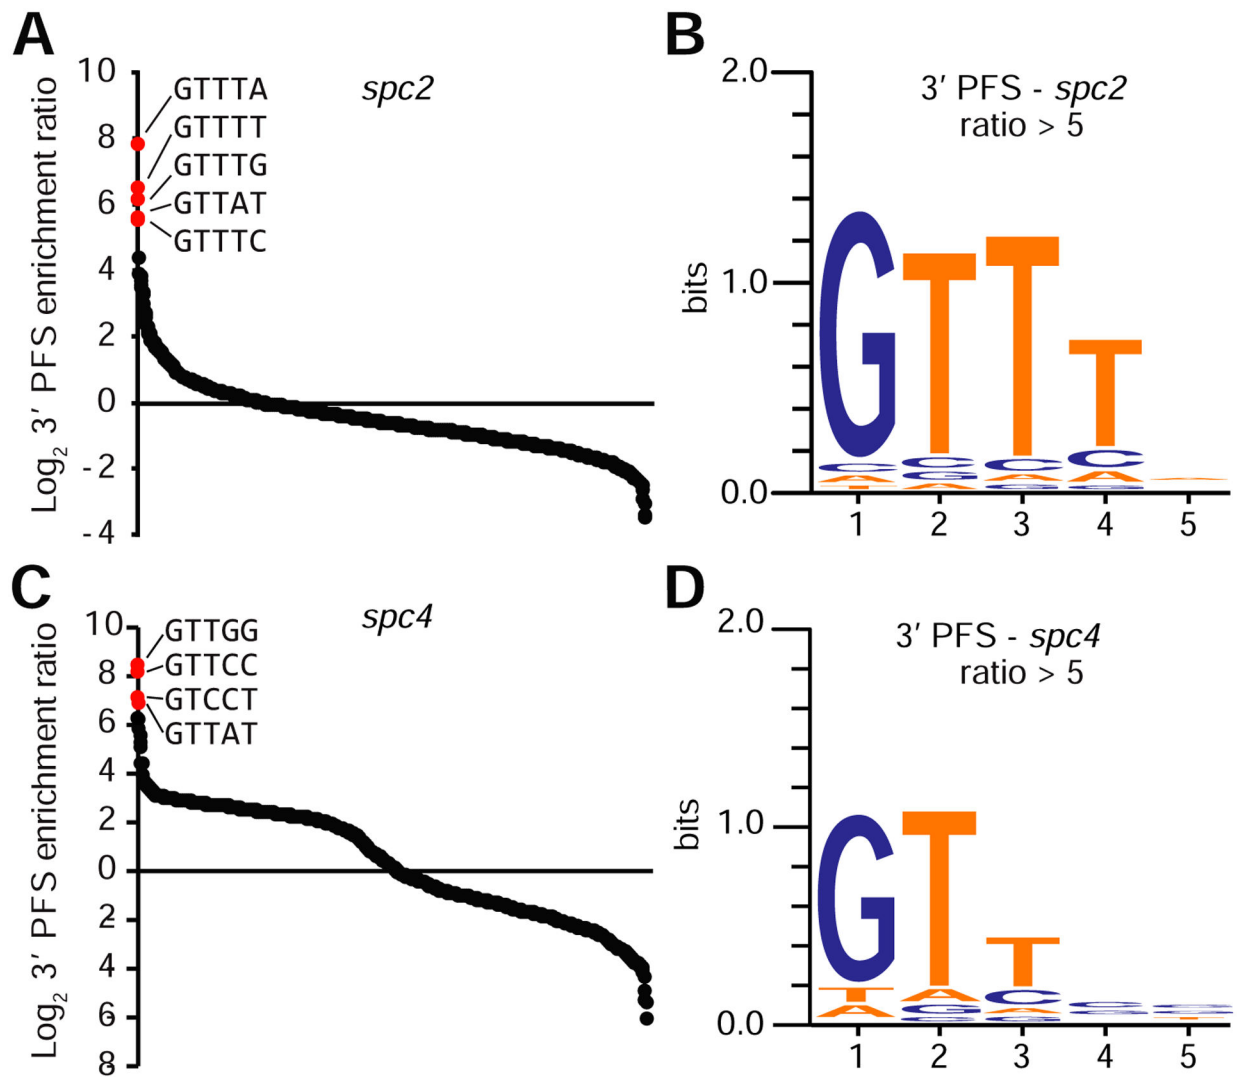 A
10
8
6
4
2
0
-2
-4
Log2 3′ PFS enrichment ratio
spc2
GTTTA
GTTTT
GTTTG
GTTAT
GTTTC
B
2.0
1.0
0.0
bits
3′ PFS - spc2
ratio > 5
G T T T
C C C C
A G A A A
T A G G
1 2 3 4 5
C
10
8
6
4
2
0
2
4
6
8
Log2 3′ PFS enrichment ratio
spc4
GTTGG
GTTCC
GTCCT
GTTAT
D
2.0
1.0
0.0
bits
3′ PFS - spc4
ratio > 5
G T T
T A C C C
A G A G G
C G T
1 2 3 4 5